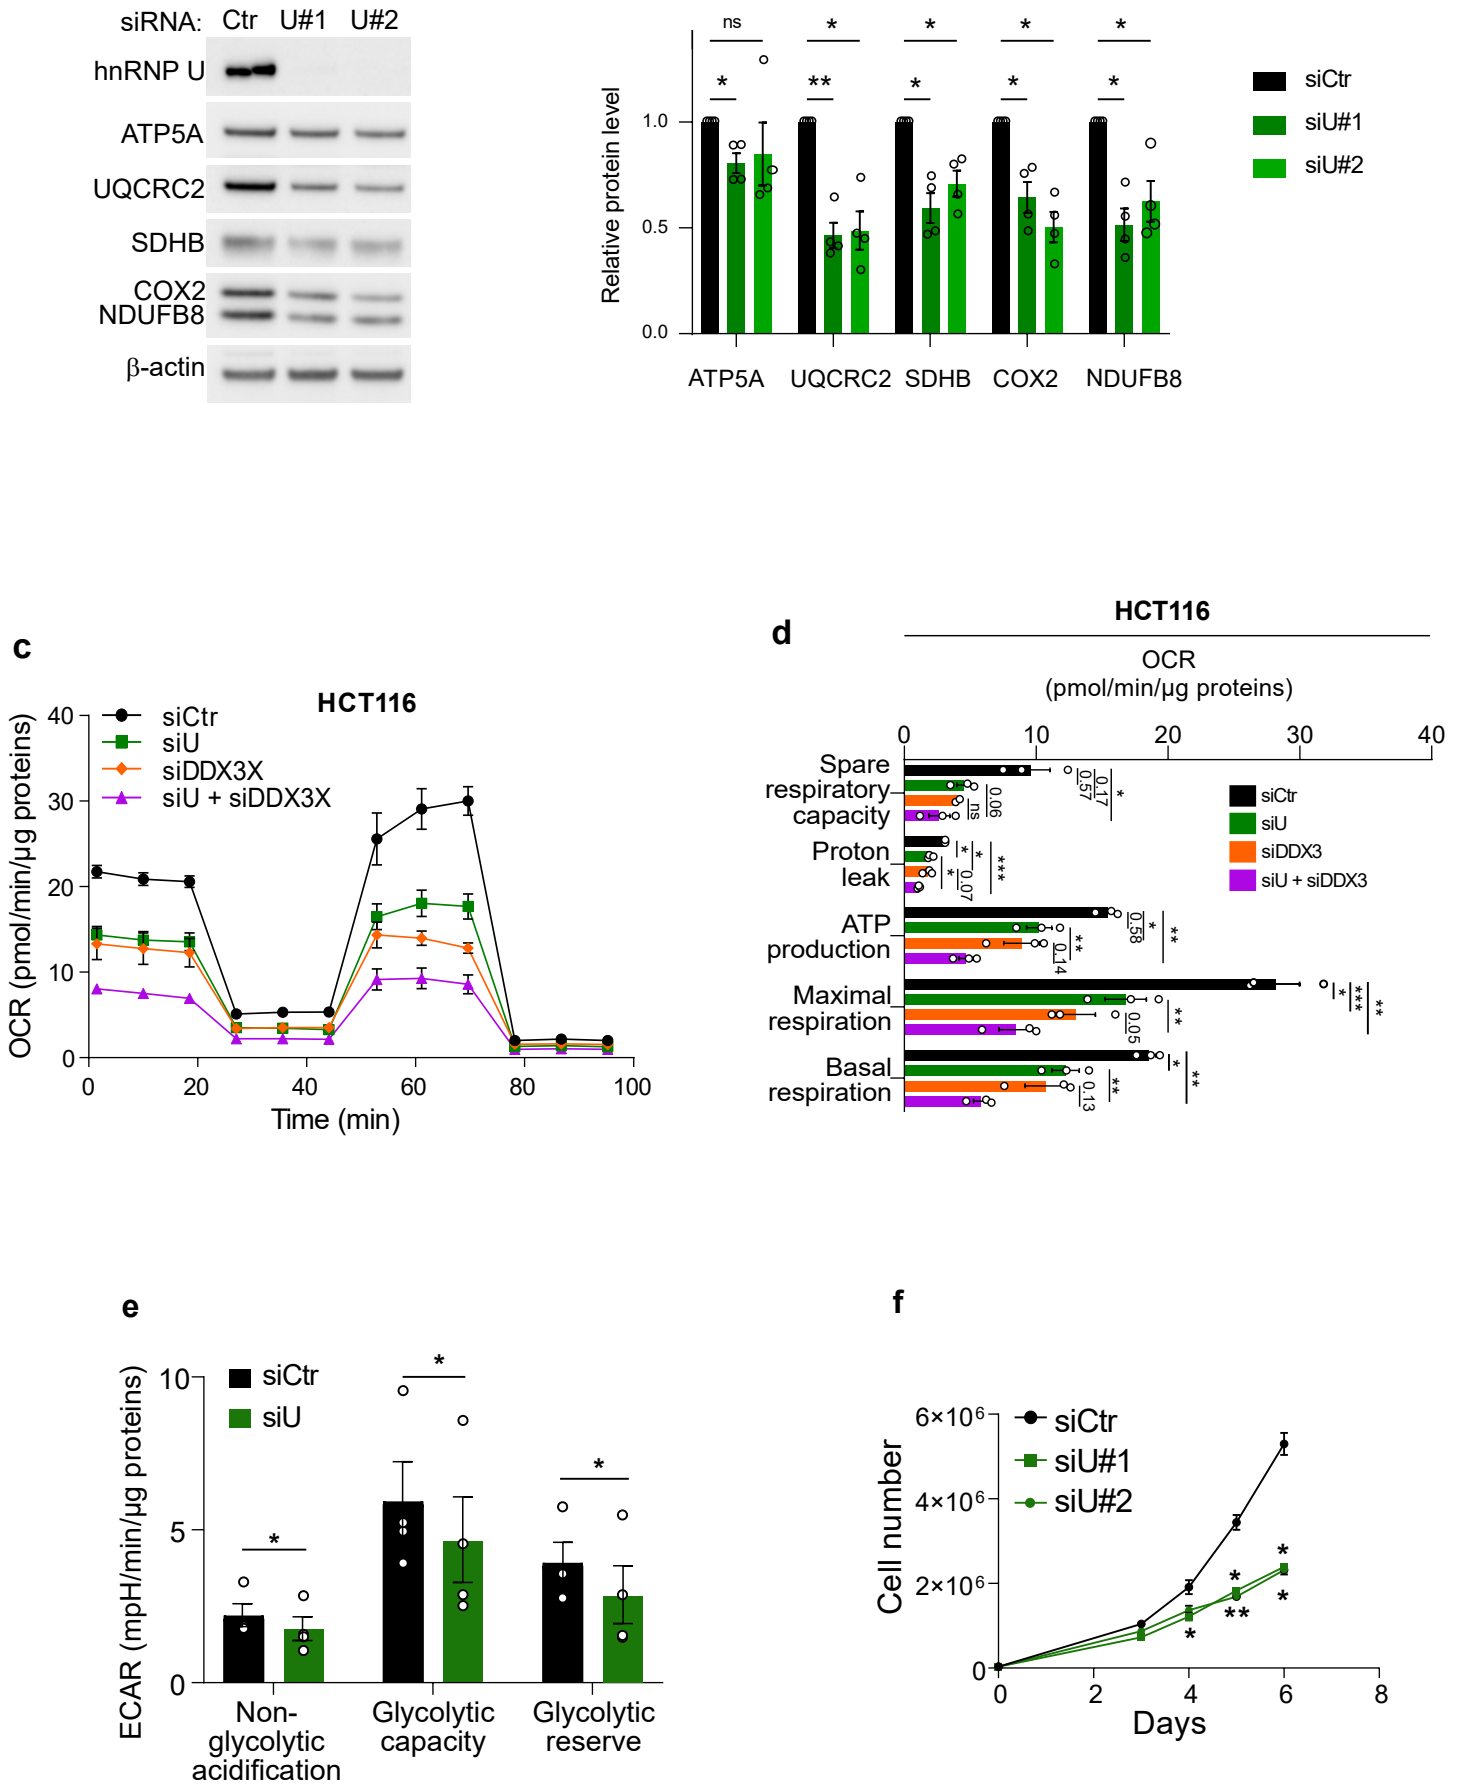 siRNA: Ctr U#1 U#2
hnRNP U
ATP5A
UQCRC2
SDHB
COX2
NDUFB8
β-actin
ns * * * *
* ** * * *
Relative protein level
1.0
0.5
0.0
ATP5A UQCRC2 SDHB COX2 NDUFB8
siCtr
siU#1
siU#2
c
HCT116
OCR (pmol/min/µg proteins)
40
30
20
10
0
siCtr
siU
siDDX3X
siU + siDDX3X
0 20 40 60 80 100
Time (min)
d
HCT116
OCR
(pmol/min/µg proteins)
0 10 20 30 40
Spare
respiratory
capacity
0.57
0.17
*
0.06
ns
Proton
leak
*
*
***
*
0.07
ATP
production
0.58
*
**
**
0.14
Maximal
respiration
*
***
**
**
0.05
Basal
respiration
*
**
**
0.13
siCtr
siU
siDDX3
siU + siDDX3
e
ECAR (mpH/min/µg proteins)
10
5
0
siCtr
siU
*
*
*
Non-
glycolytic
acidification
Glycolytic
capacity
Glycolytic
reserve
f
Cell number
6×10⁶
4×10⁶
2×10⁶
0
siCtr
siU#1
siU#2
*
*
*
**
*
0 2 4 6 8
Days